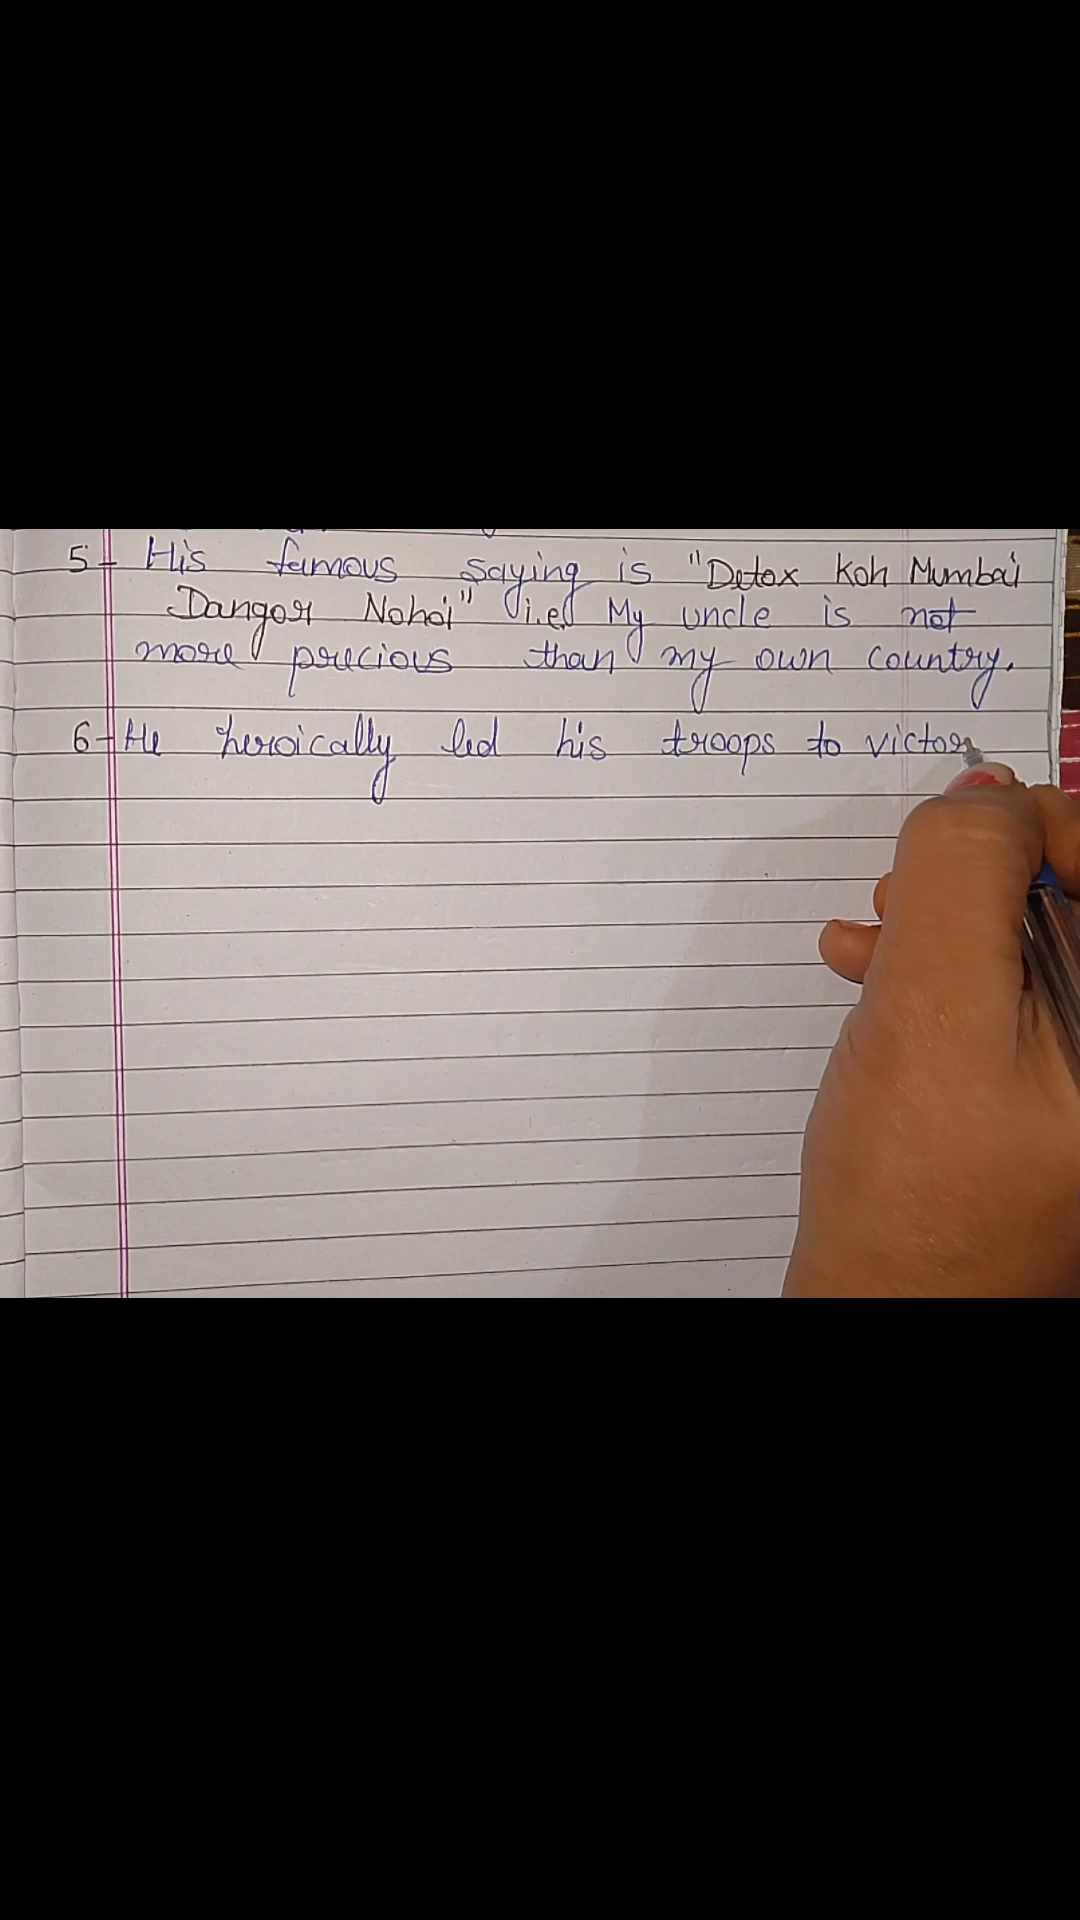 5- His famous saying is "Detox Koh Mumbai
Dangor Nohoi" i.e. My uncle is not
more precious than my own country.
6- He heroically led his troops to victor